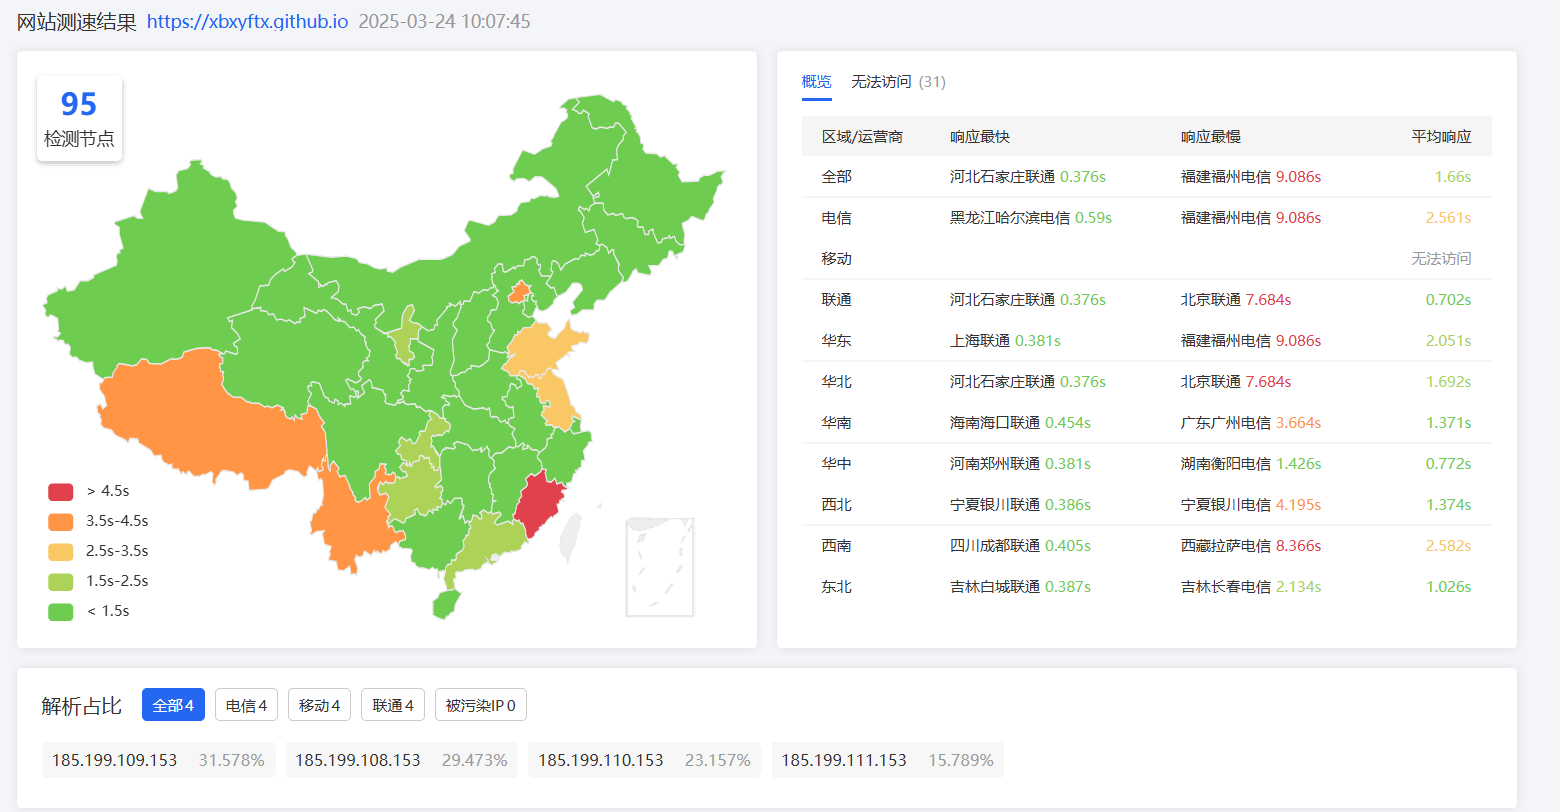 网站测速结果 https://xbxyftx.github.io 2025-03-24 10:07:45
95
检测节点
> 4.5s
3.5s-4.5s
2.5s-3.5s
1.5s-2.5s
< 1.5s
概览 无法访问 (31)
区域/运营商 响应最快 响应最慢 平均响应
全部 河北石家庄联通 0.376s 福建福州电信 9.086s 1.66s
电信 黑龙江哈尔滨电信 0.59s 福建福州电信 9.086s 2.561s
移动 无法访问
联通 河北石家庄联通 0.376s 北京联通 7.684s 0.702s
华东 上海联通 0.381s 福建福州电信 9.086s 2.051s
华北 河北石家庄联通 0.376s 北京联通 7.684s 1.692s
华南 海南海口联通 0.454s 广东广州电信 3.664s 1.371s
华中 河南郑州联通 0.381s 湖南衡阳电信 1.426s 0.772s
西北 宁夏银川联通 0.386s 宁夏银川电信 4.195s 1.374s
西南 四川成都联通 0.405s 西藏拉萨电信 8.366s 2.582s
东北 吉林白城联通 0.387s 吉林长春电信 2.134s 1.026s
解析占比 全部 4 电信 4 移动 4 联通 4 被污染IP 0
185.199.109.153 31.578% 185.199.108.153 29.473% 185.199.110.153 23.157% 185.199.111.153 15.789%